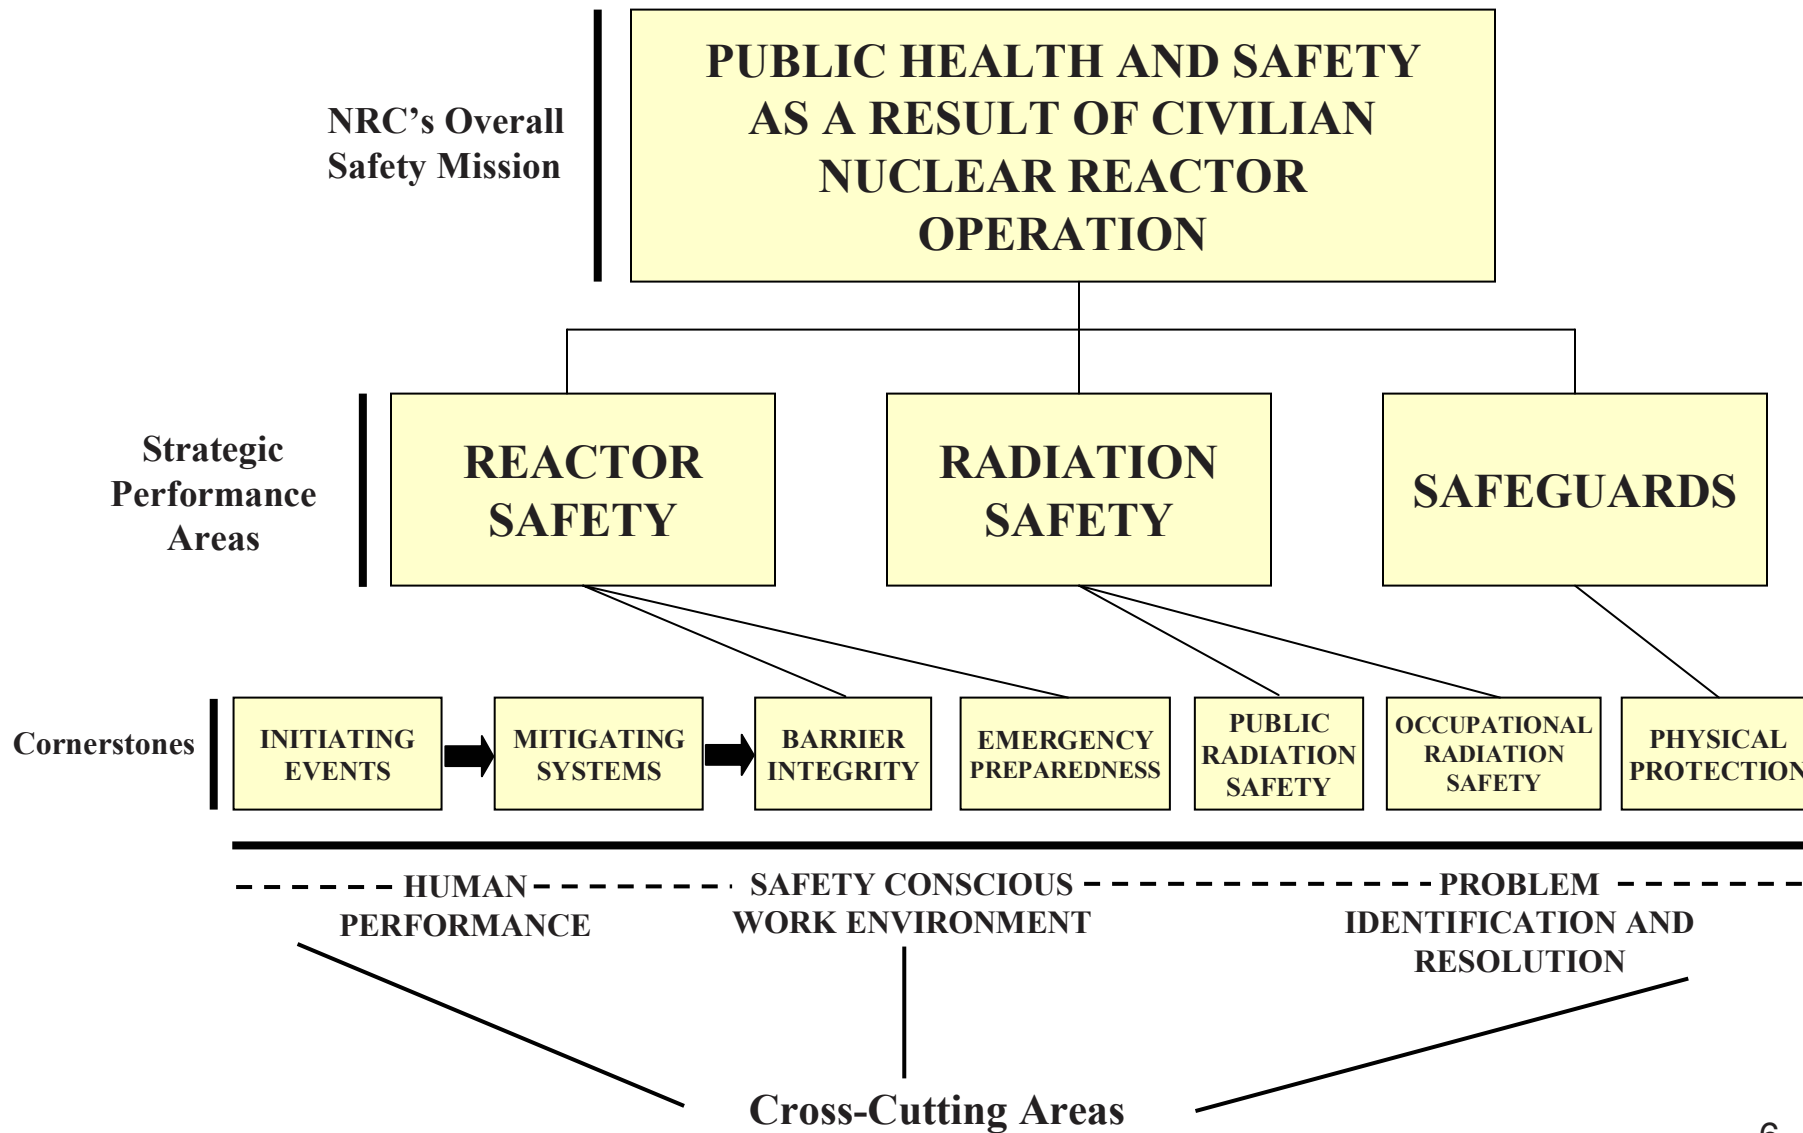 PUBLIC HEALTH AND SAFETY
AS A RESULT OF CIVILIAN
NUCLEAR REACTOR
OPERATION
NRC’s Overall
Safety Mission
Strategic
Performance
Areas
REACTOR
SAFETY
RADIATION
SAFETY
SAFEGUARDS
Cornerstones
INITIATING
EVENTS
MITIGATING
SYSTEMS
BARRIER
INTEGRITY
EMERGENCY
PREPAREDNESS
PUBLIC
RADIATION
SAFETY
OCCUPATIONAL
RADIATION
SAFETY
PHYSICAL
PROTECTION
HUMAN
PERFORMANCE
SAFETY CONSCIOUS
WORK ENVIRONMENT
PROBLEM
IDENTIFICATION AND
RESOLUTION
Cross-Cutting Areas
6